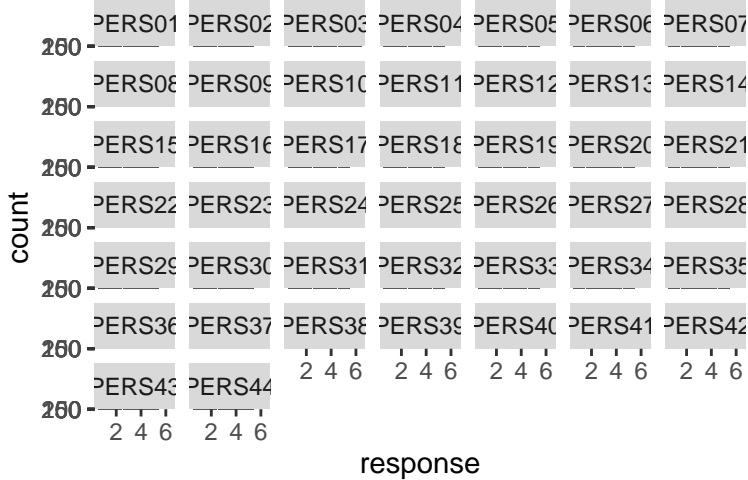 PERS01 PERS02 PERS03 PERS04 PERS05 PERS06 PERS07
PERS08 PERS09 PERS10 PERS11 PERS12 PERS13 PERS14
PERS15 PERS16 PERS17 PERS18 PERS19 PERS20 PERS21
PERS22 PERS23 PERS24 PERS25 PERS26 PERS27 PERS28
count
PERS29 PERS30 PERS31 PERS32 PERS33 PERS34 PERS35
PERS36 PERS37 PERS38 PERS39 PERS40 PERS41 PERS42
2 4 6 2 4 6 2 4 6 2 4 6 2 4 6
PERS43 PERS44
2 4 6 2 4 6
response